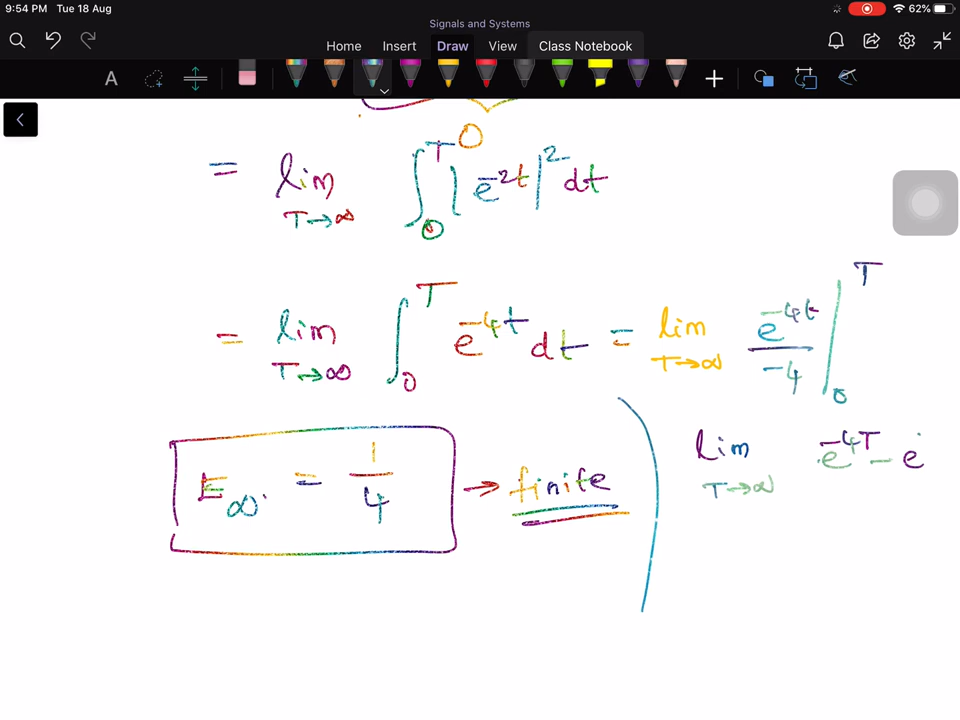 9:54 PM Tue 18 Aug
62%
Signals and Systems
Home Insert Draw View Class Notebook
A
= lim T→∞ ∫₀ᵀ |e^-2t|² dt
0
= lim T→∞ ∫₀ᵀ e^-4t dt = lim T→∞ e^-4t/-4 |₀ᵀ
E∞ = 1/4 → finite
lim T→∞ e^-4T - e